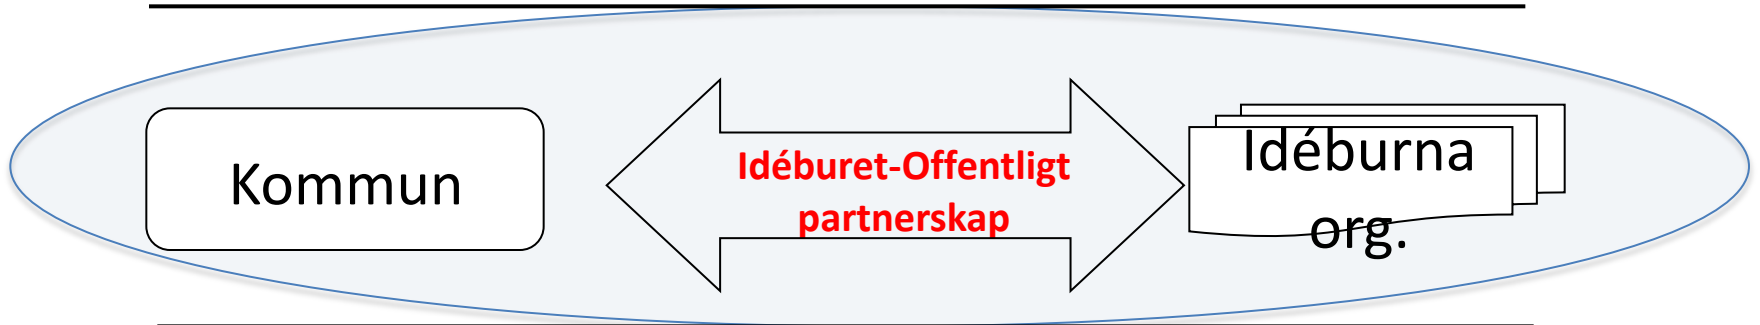 Kommun
Idéburet-Offentligt
partnerskap
Idéburna
org.